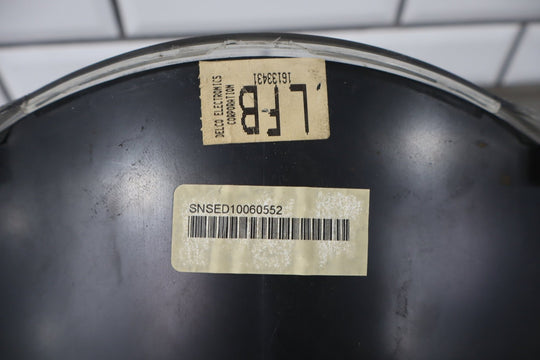 DELCO ELECTRONICS
CORPORATION
16133431
LFB
SNSED10060552